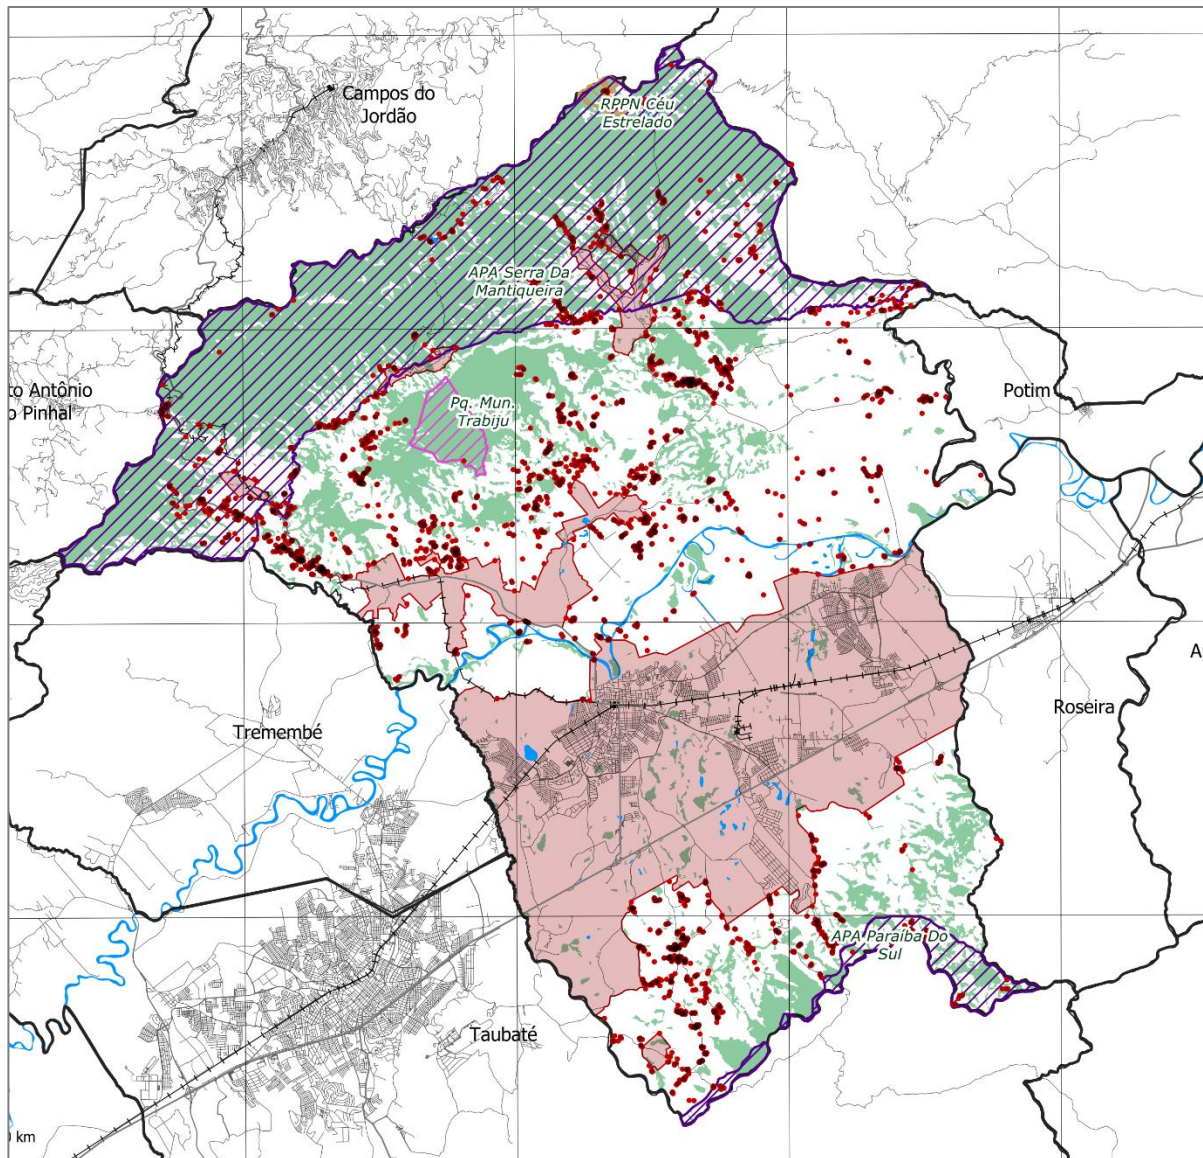 Campos do
Jordão
RPPN Céu
Estrelado
APA Serra Da
Mantiqueira
to Antônio
o Pinhal
Pq. Mun.
Trabiju
Potim
Tremembé
Roseira
A
APA Paraíba Do
Sul
Taubaté
0 km